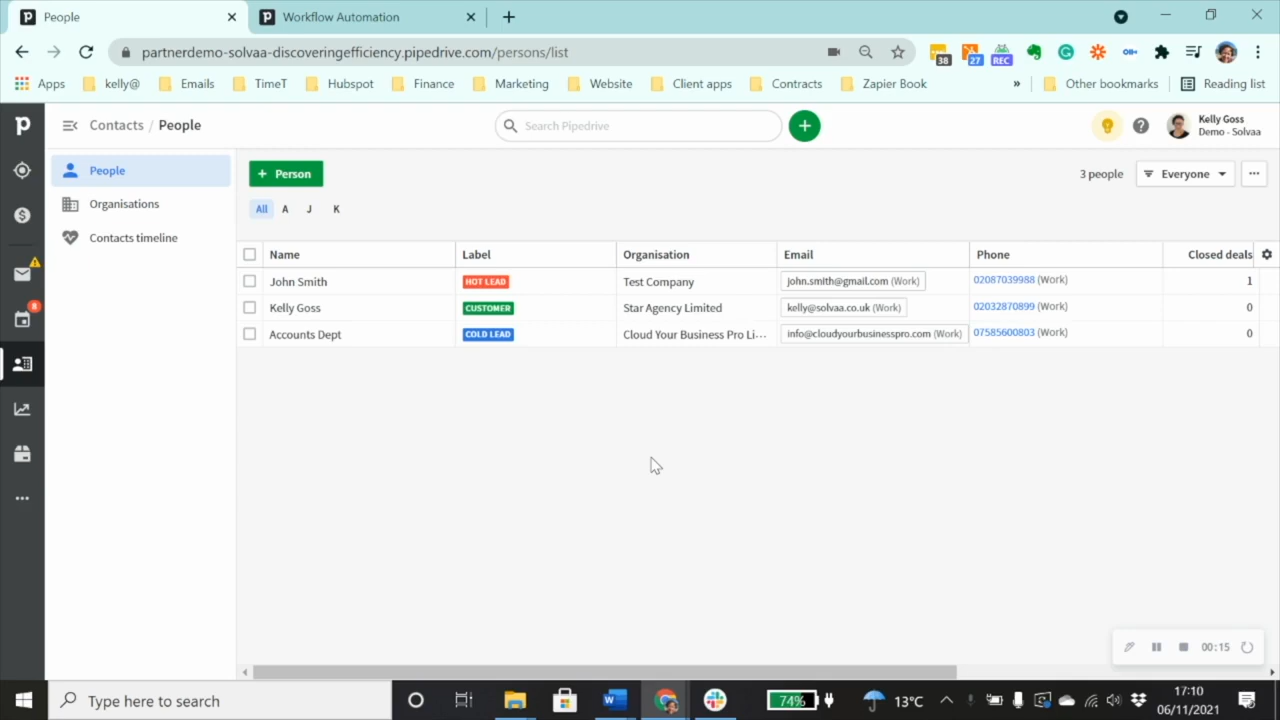 People
Workflow Automation
partnerdemo-solvaa-discoveringefficiency.pipedrive.com/persons/list
38
27
REC
Apps
kelly@
Emails
TimeT
Hubspot
Finance
Marketing
Website
Client apps
Contracts
Zapier Book
»
Other bookmarks
Reading list
Contacts / People
Search Pipedrive
Kelly Goss
Demo - Solvaa
People
Organisations
Contacts timeline
8
+ Person
3 people
Everyone
All A J K
Name Label Organisation Email Phone Closed deals
John Smith HOT LEAD Test Company john.smith@gmail.com (Work) 02087039988 (Work) 1
Kelly Goss CUSTOMER Star Agency Limited kelly@solvaa.co.uk (Work) 02032870899 (Work) 0
Accounts Dept COLD LEAD Cloud Your Business Pro Li... info@cloudyourbusinesspro.com (Work) 07585600803 (Work) 0
00:15
Type here to search
74%
13°C
17:10
06/11/2021